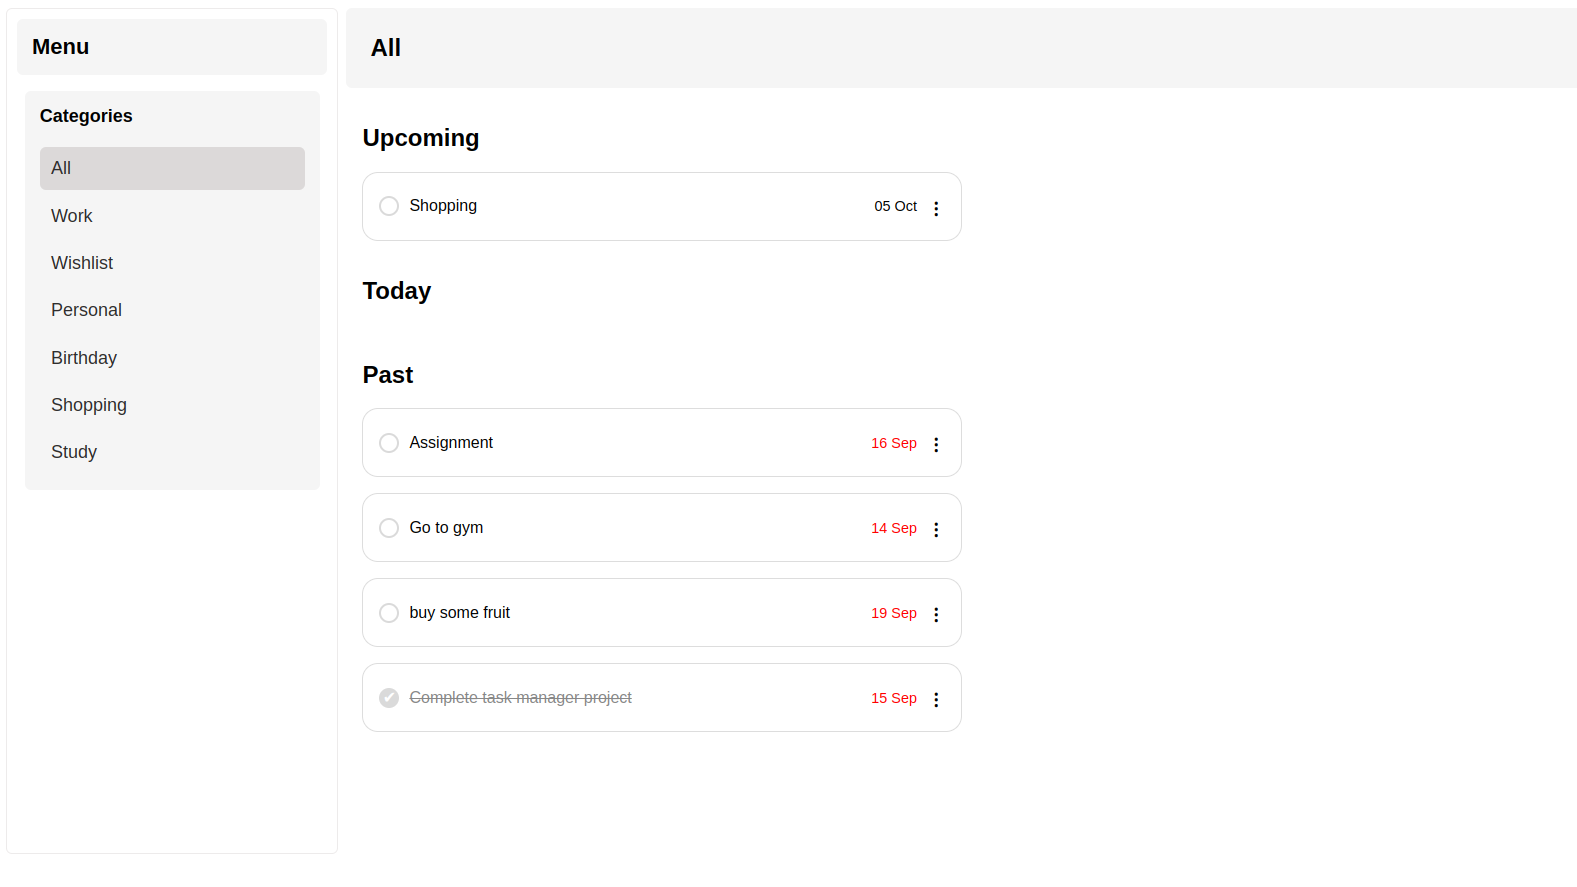 Menu
Categories
All
Work
Wishlist
Personal
Birthday
Shopping
Study
All
Upcoming
Shopping 05 Oct
Today
Past
Assignment 16 Sep
Go to gym 14 Sep
buy some fruit 19 Sep
Complete task manager project 15 Sep